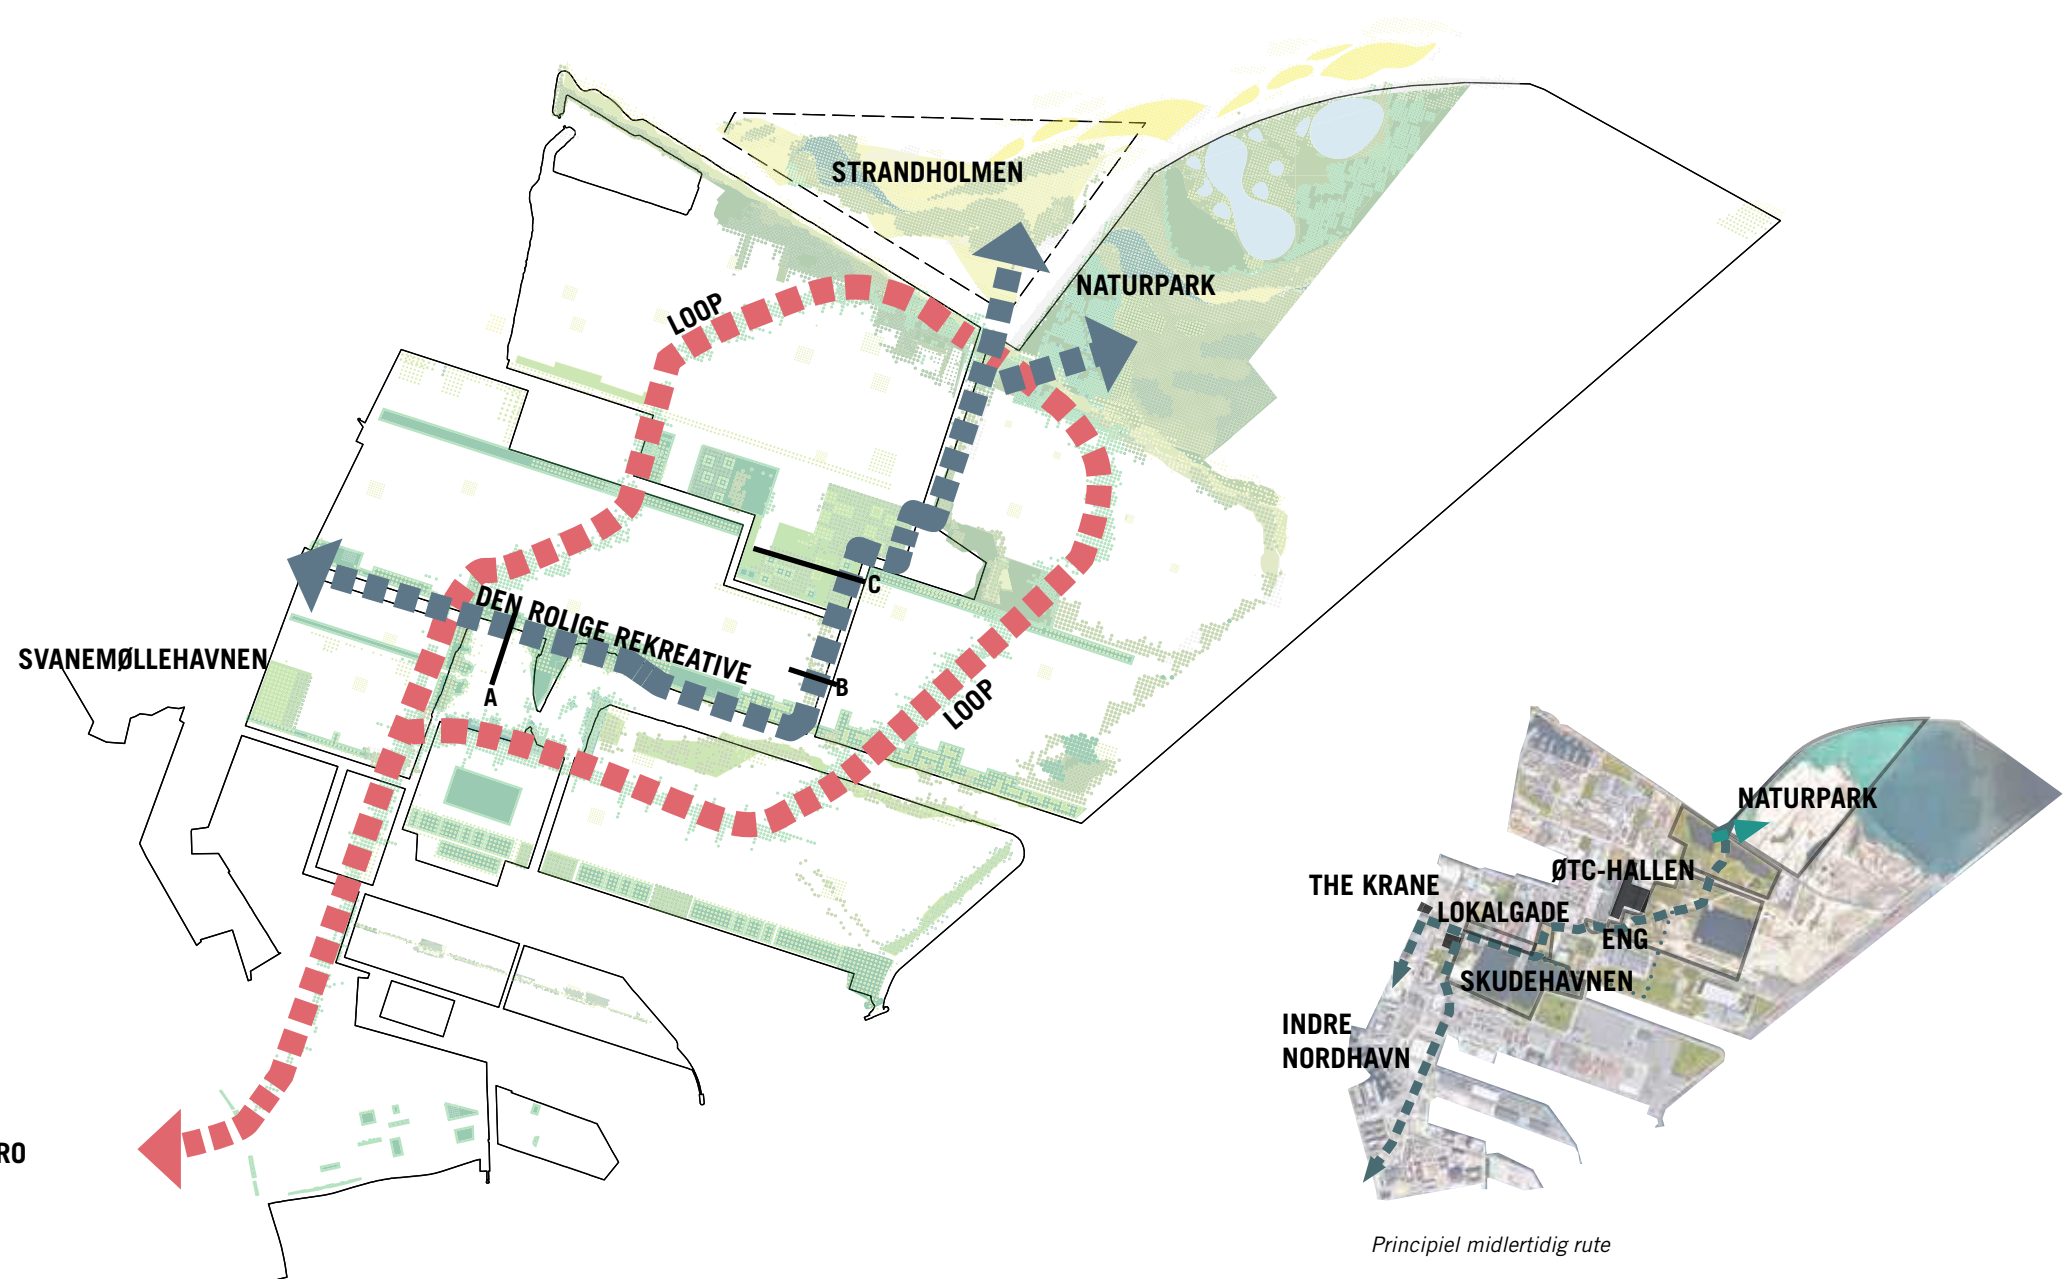 STRANDHOLMEN
NATURPARK
LOOP
C
DEN ROLIGE REKREATIVE
SVANEMØLLEHAVNEN
A
B
LOOP
RO
NATURPARK
ØTC-HALLEN
THE KRANE
LOKALGADE
ENG
SKUDEHAVNEN
INDRE
NORDHAVN
Principiel midlertidig rute